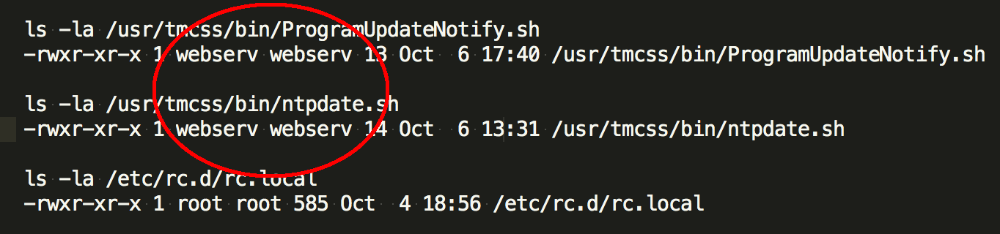 ls -la /usr/tmcss/bin/ProgramUpdateNotify.sh
-rwxr-xr-x 1 webserv webserv 13 Oct  6 17:40 /usr/tmcss/bin/ProgramUpdateNotify.sh
ls -la /usr/tmcss/bin/ntpdate.sh
-rwxr-xr-x 1 webserv webserv 14 Oct  6 13:31 /usr/tmcss/bin/ntpdate.sh
ls -la /etc/rc.d/rc.local
-rwxr-xr-x 1 root root 585 Oct  4 18:56 /etc/rc.d/rc.local